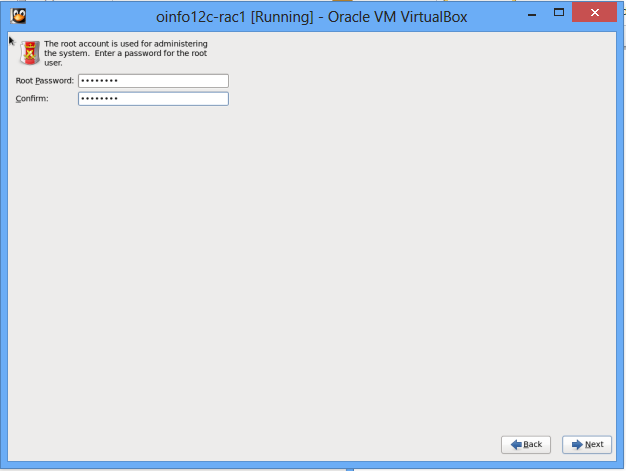 oinfo12c-rac1 [Running] - Oracle VM VirtualBox
The root account is used for administering
the system. Enter a password for the root
user.
Root Password: ••••••••
Confirm: ••••••••
Back Next